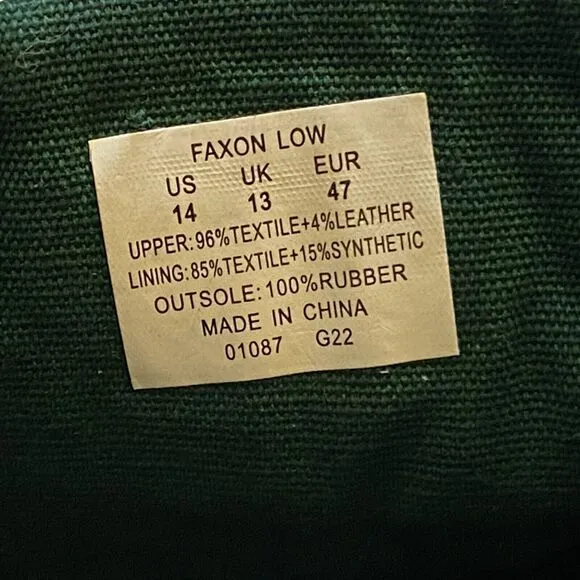 FAXON LOW
US UK EUR
14 13 47
UPPER:96%TEXTILE+4%LEATHER
LINING:85%TEXTILE+15%SYNTHETIC
OUTSOLE:100%RUBBER
MADE IN CHINA
01087 G22